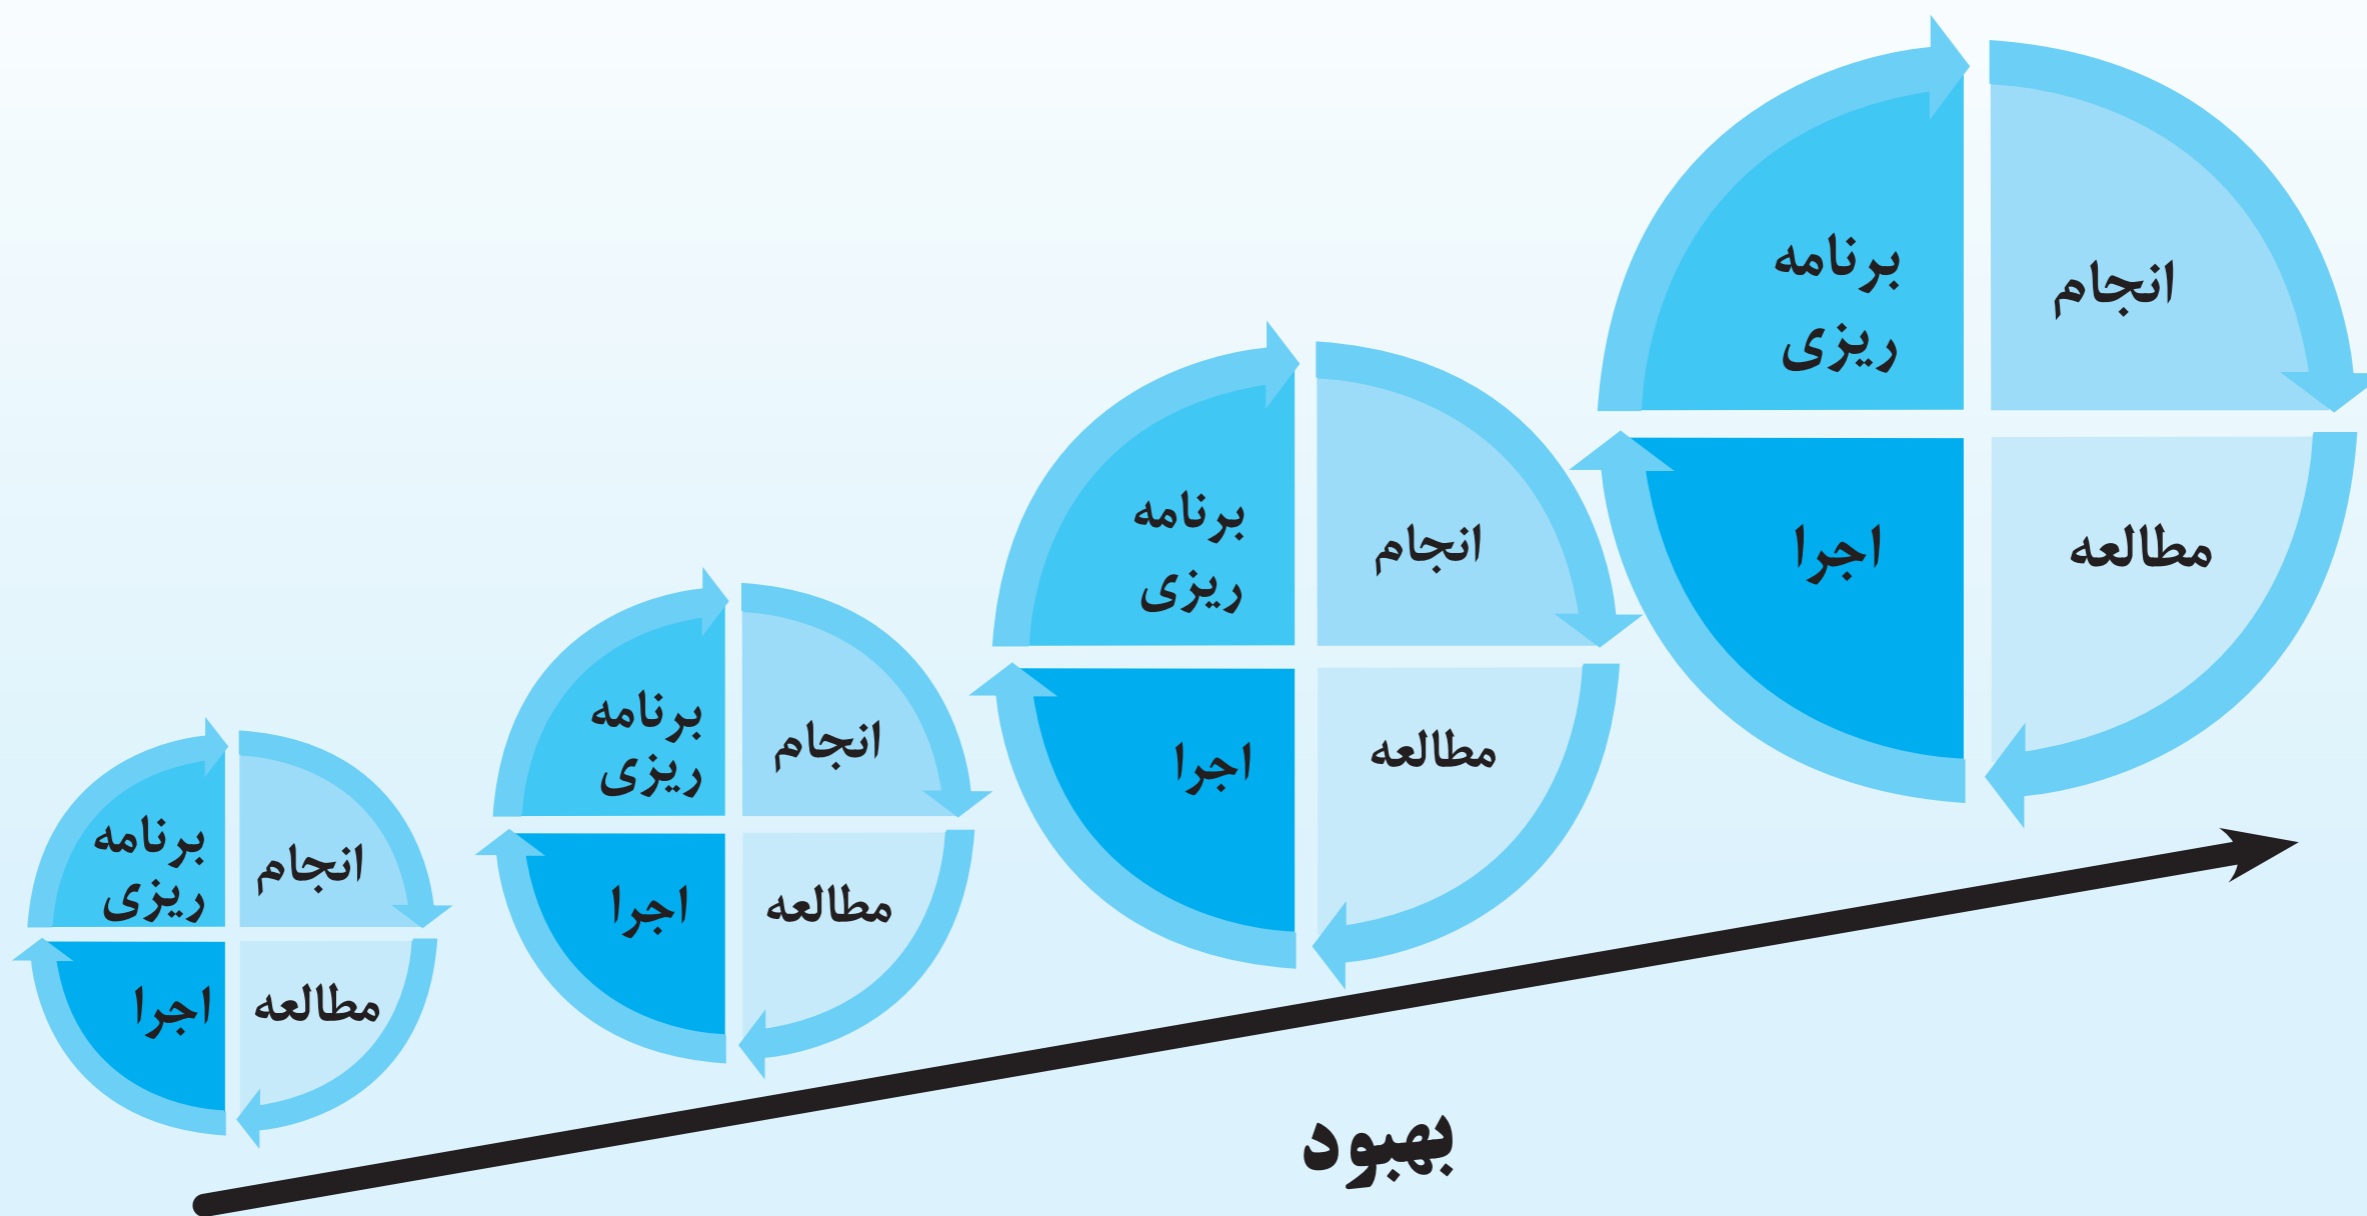 برنامه
ریزی
انجام
مطالعه
اجرا
برنامه
ریزی
انجام
مطالعه
اجرا
برنامه
ریزی
انجام
مطالعه
اجرا
برنامه
ریزی
انجام
مطالعه
اجرا
بهبود